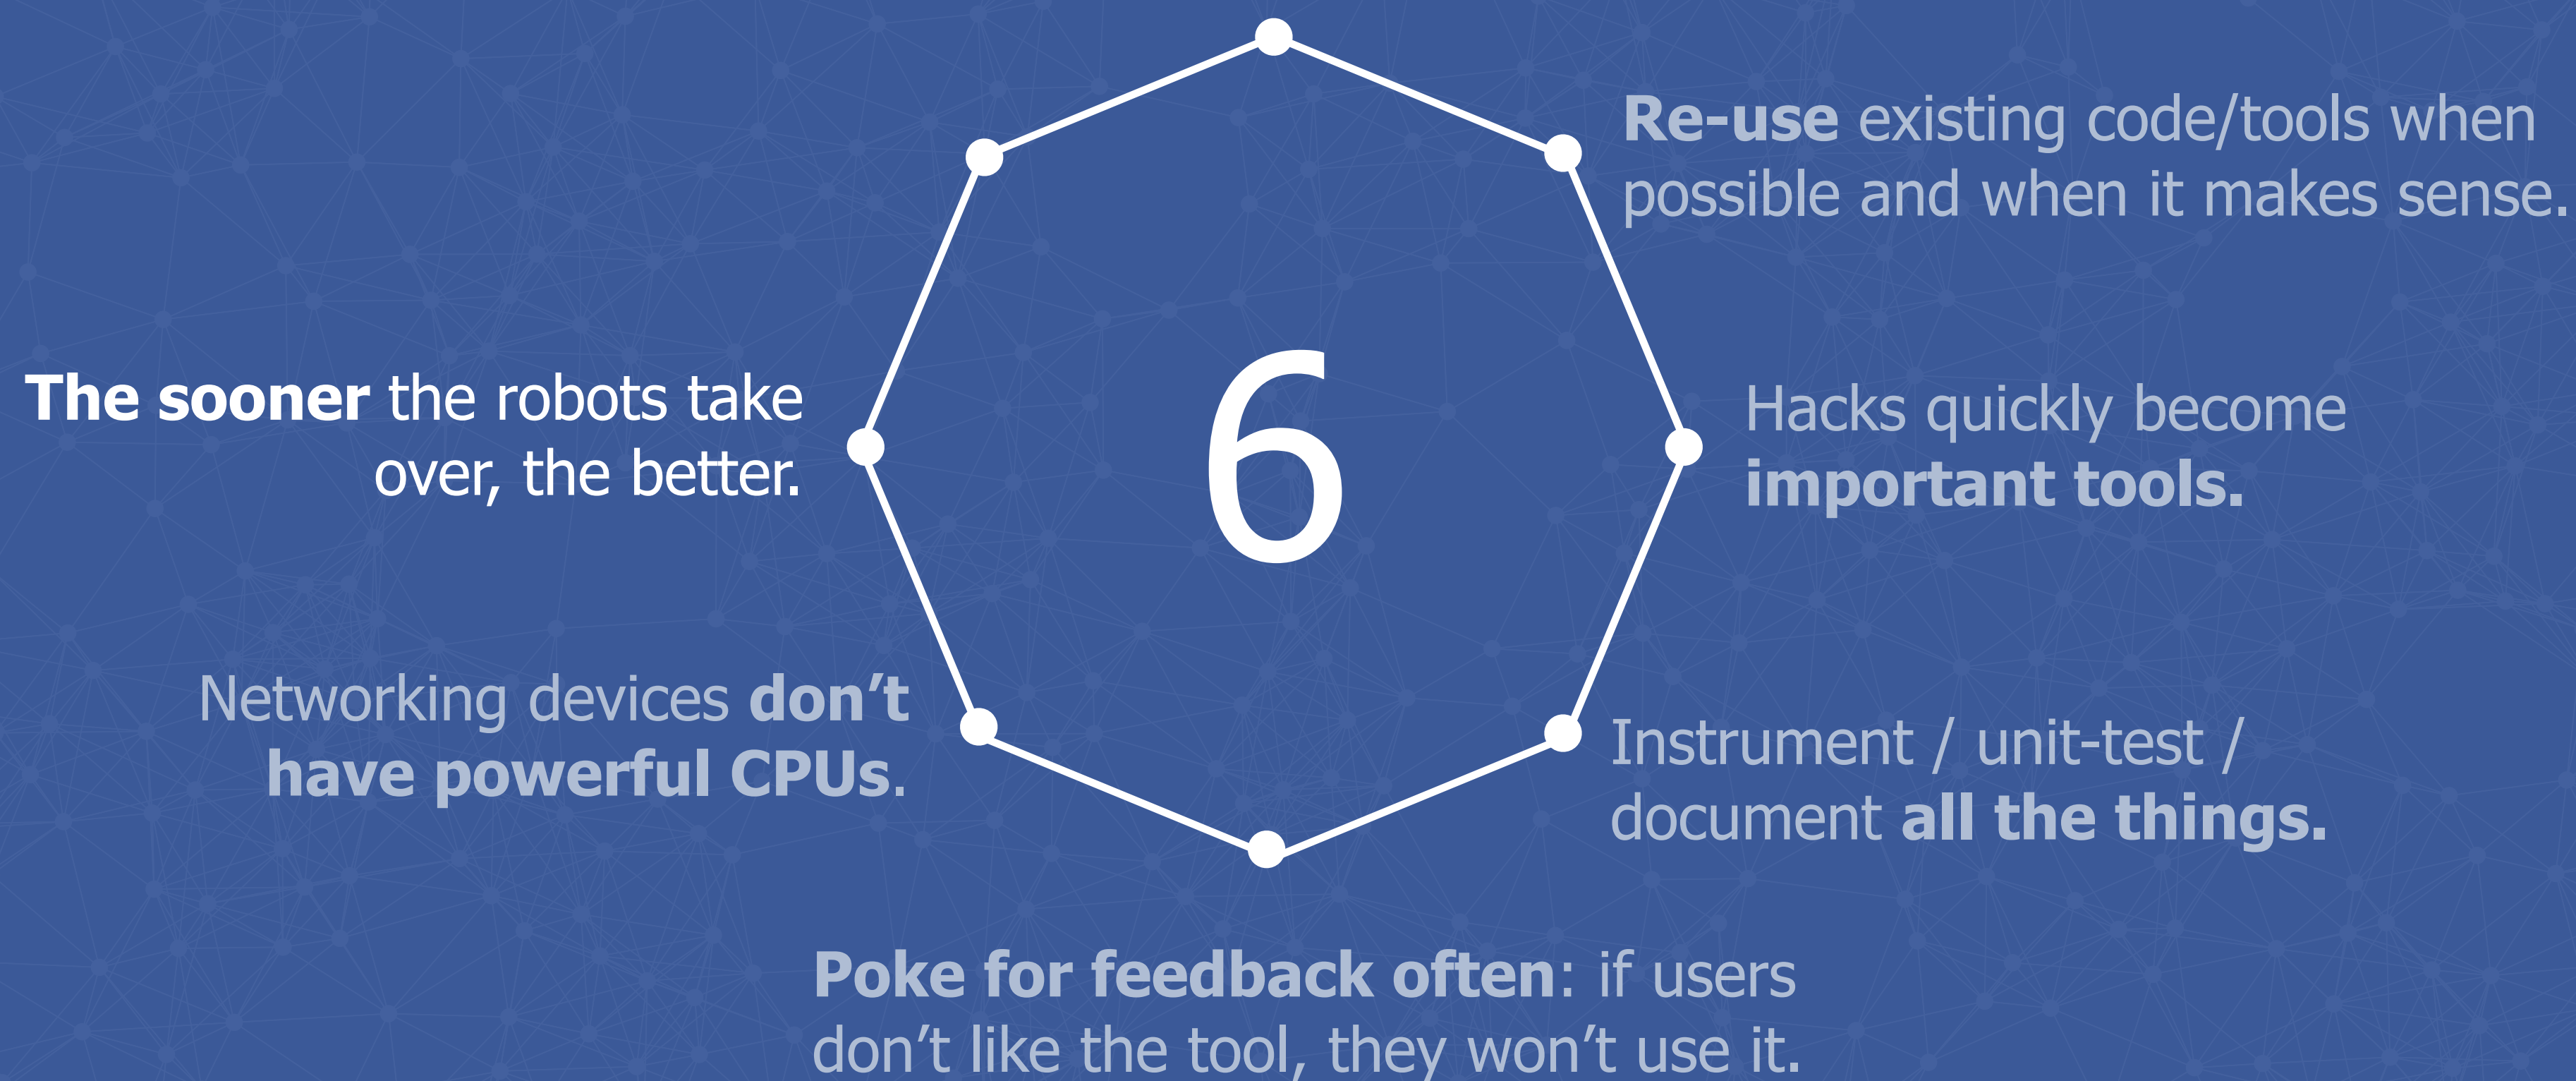 Re-use existing code/tools when
possible and when it makes sense.
Hacks quickly become
important tools.
Instrument / unit-test /
document all the things.
Poke for feedback often: if users
don’t like the tool, they won’t use it.
Networking devices don’t
have powerful CPUs.
The sooner the robots take
over, the better.
6